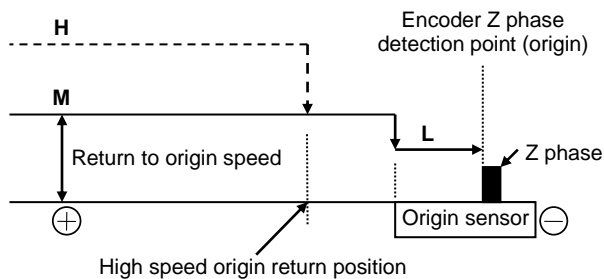 H
Encoder Z phase
detection point (origin)
M
L
Return to origin speed
Z phase
+
Origin sensor
−
High speed origin return position